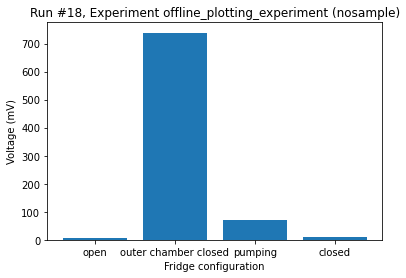 Run #18, Experiment offline_plotting_experiment (nosample)
Voltage (mV)
700
600
500
400
300
200
100
0
open outer chamber closed pumping closed
Fridge configuration